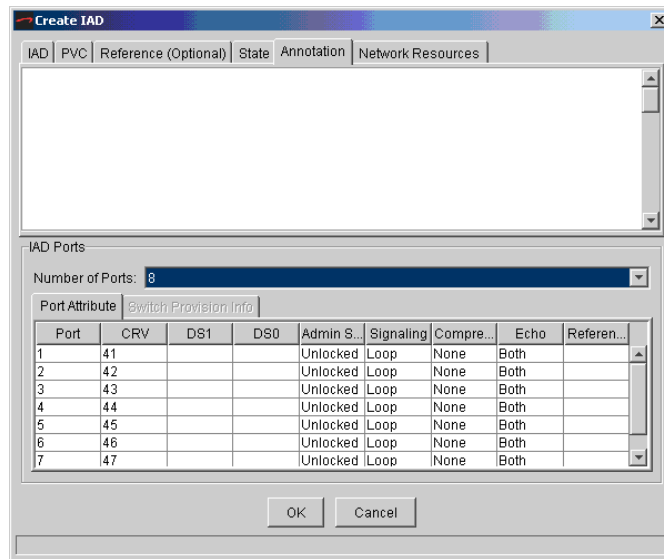 Create IAD
IAD PVC Reference (Optional) State Annotation Network Resources
IAD Ports
Number of Ports: 8
Port Attribute Switch Provision Info
Port CRV DS1 DS0 Admin S... Signaling Compre... Echo Referen...
1 41 Unlocked Loop None Both
2 42 Unlocked Loop None Both
3 43 Unlocked Loop None Both
4 44 Unlocked Loop None Both
5 45 Unlocked Loop None Both
6 46 Unlocked Loop None Both
7 47 Unlocked Loop None Both
OK Cancel